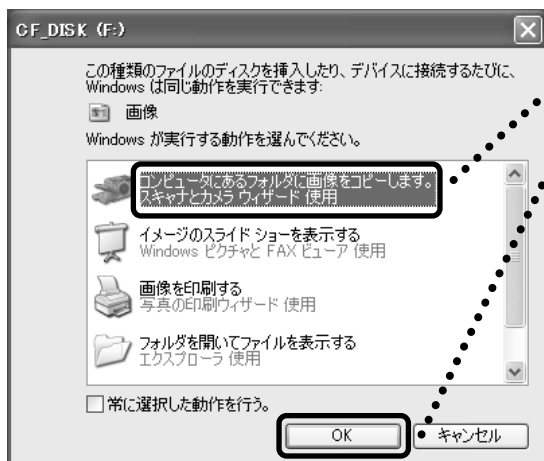 CF_DISK (F:)
この種類のファイルのディスクを挿入したり、デバイスに接続するたびに、
Windows は同じ動作を実行できます:
画像
Windows が実行する動作を選んでください。
コンピュータにあるフォルダに画像をコピーします。
スキャナとカメラ ウィザード 使用
イメージのスライド ショーを表示する
Windows ピクチャと FAX ビューア 使用
画像を印刷する
写真の印刷ウィザード 使用
フォルダを開いてファイルを表示する
エクスプローラ 使用
常に選択した動作を行う。
OK
キャンセル